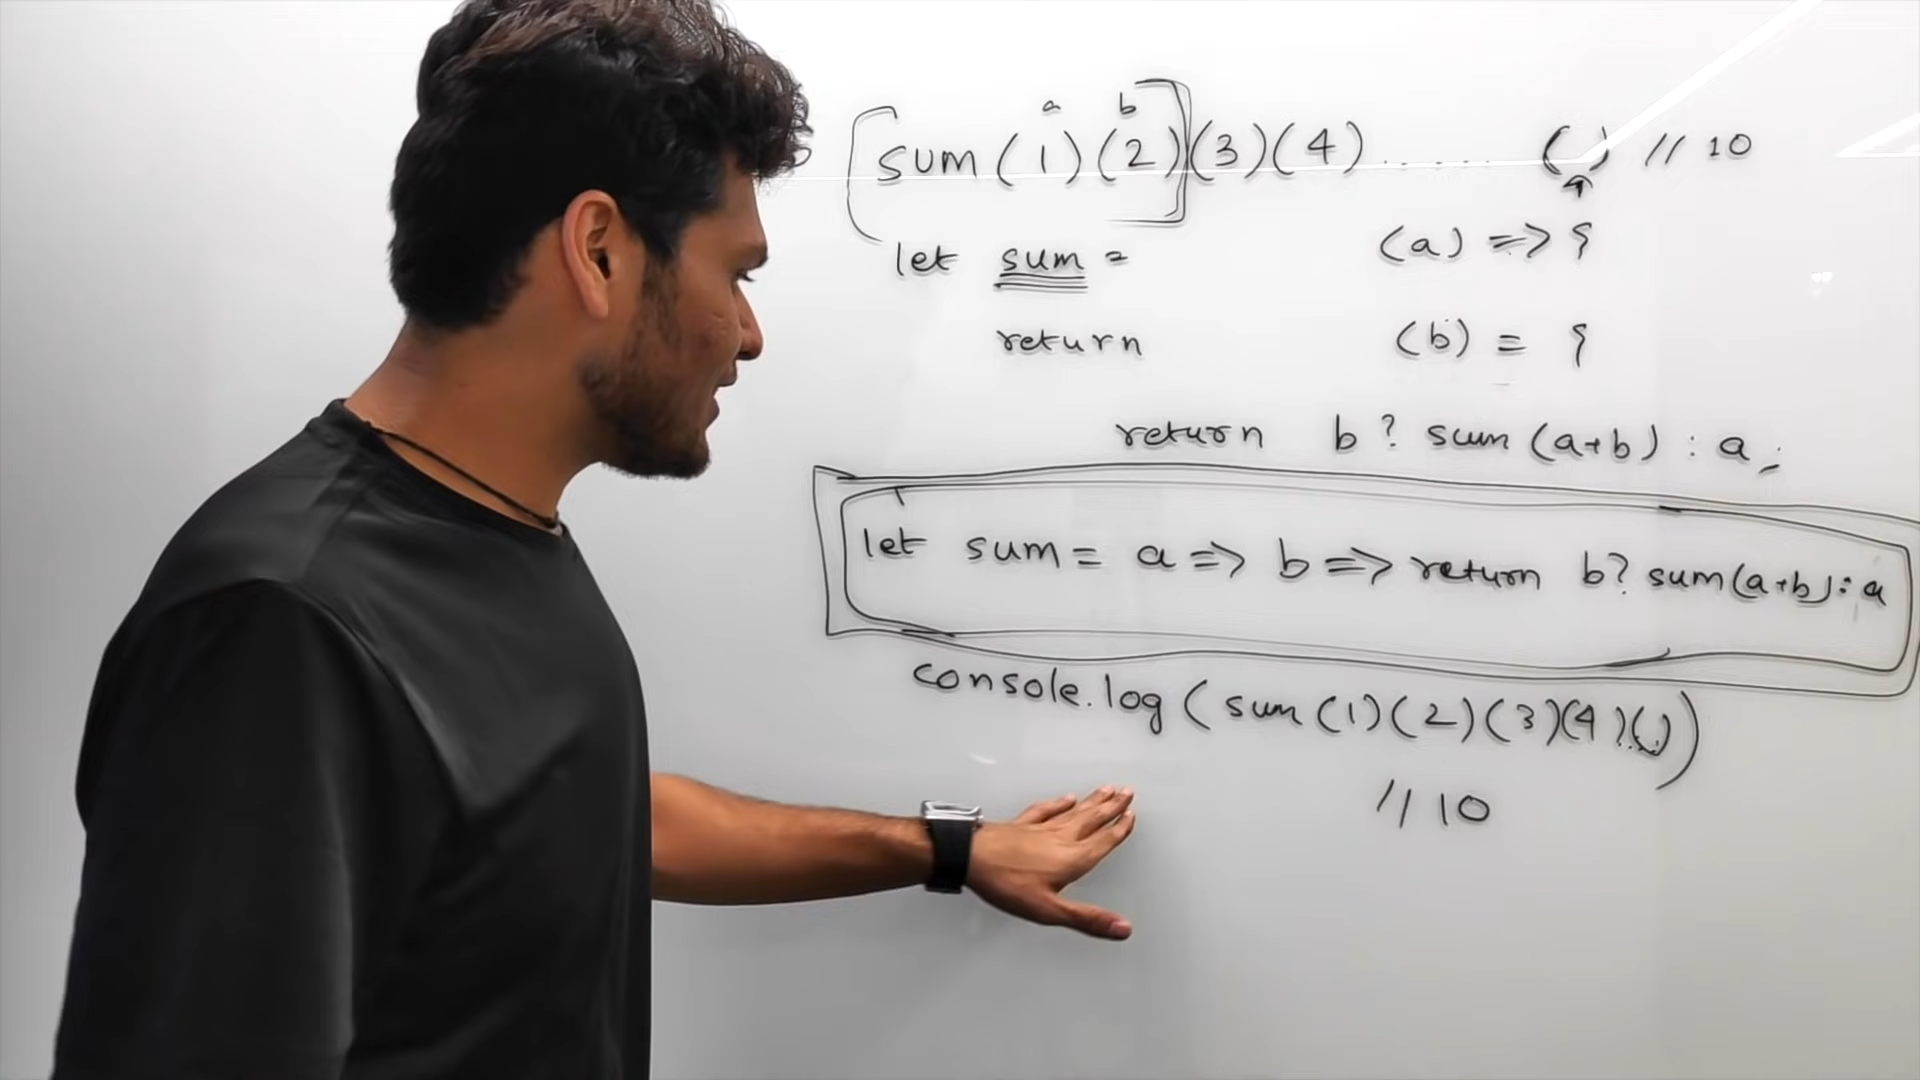 a b
sum (1)(2)(3)(4) ........ ( ) // 10
let sum = (a) => {
return (b) = {
return b ? sum (a+b) : a ;
let sum = a => b => return b? sum(a+b) : a
console.log ( sum (1)(2)(3)(4)() )
// 10